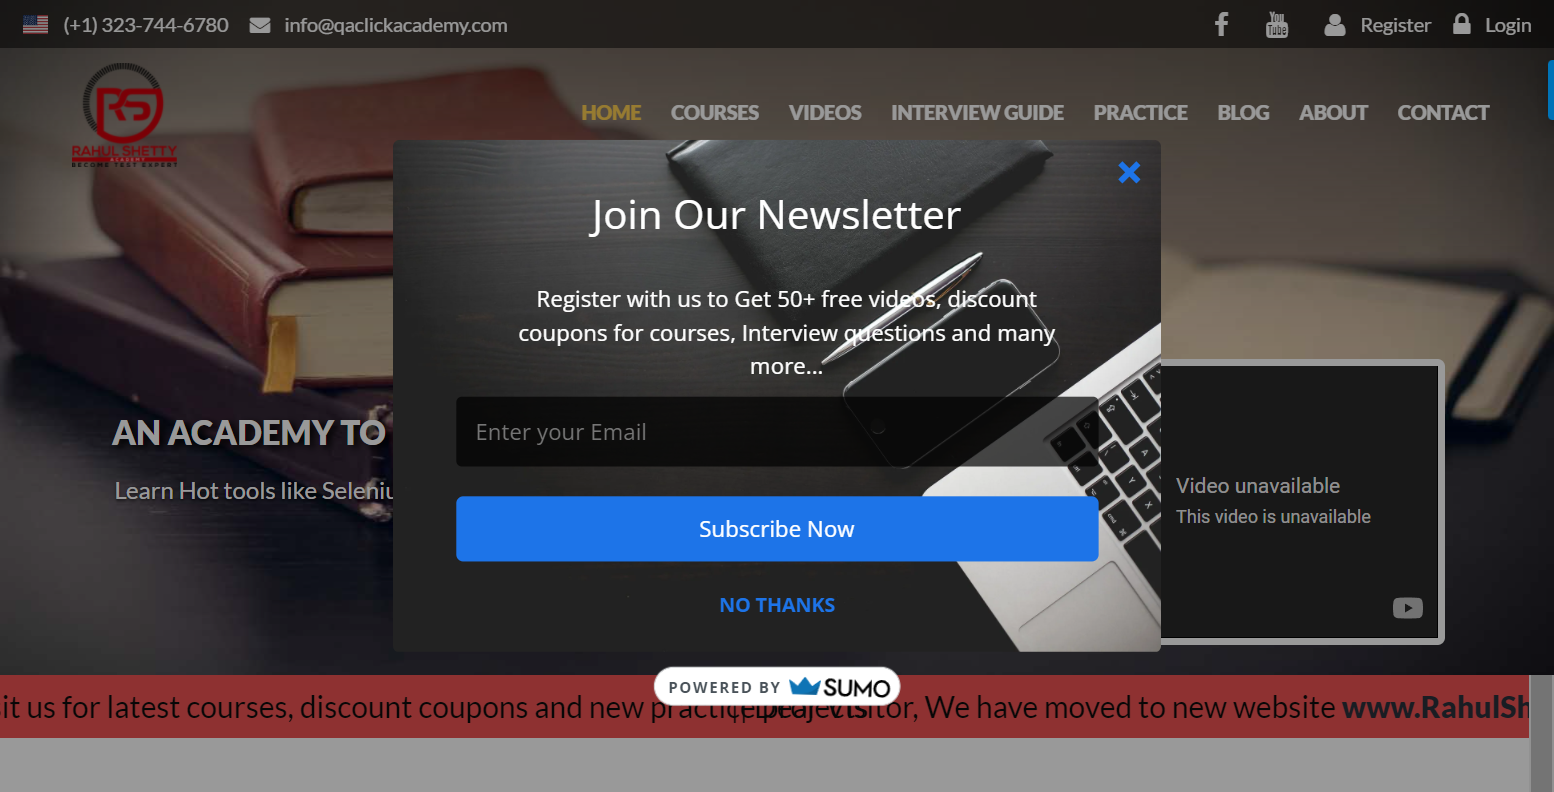 (+1) 323-744-6780
info@qaclickacademy.com
Register
Login
RS
RAHUL SHETTY
ACADEMY
BECOME TEST EXPERT
HOME
COURSES
VIDEOS
INTERVIEW GUIDE
PRACTICE
BLOG
ABOUT
CONTACT
Join Our Newsletter
Register with us to Get 50+ free videos, discount
coupons for courses, Interview questions and many
more...
Enter your Email
Subscribe Now
NO THANKS
POWERED BY SUMO
AN ACADEMY TO
Learn Hot tools like Seleniu
Video unavailable
This video is unavailable
it us for latest courses, discount coupons and new practice Projects
Dear Visitor, We have moved to new website www.RahulSh